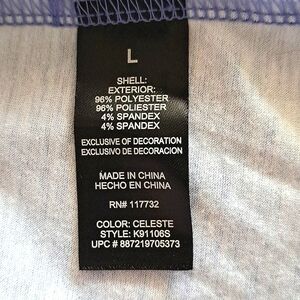 L
SHELL:
EXTERIOR:
96% POLYESTER
96% POLIESTER
4% SPANDEX
4% SPANDEX
EXCLUSIVE OF DECORATION
EXCLUSIVO DE DECORACION
MADE IN CHINA
HECHO EN CHINA
RN# 117732
COLOR: CELESTE
STYLE: K91106S
UPC # 887219705373